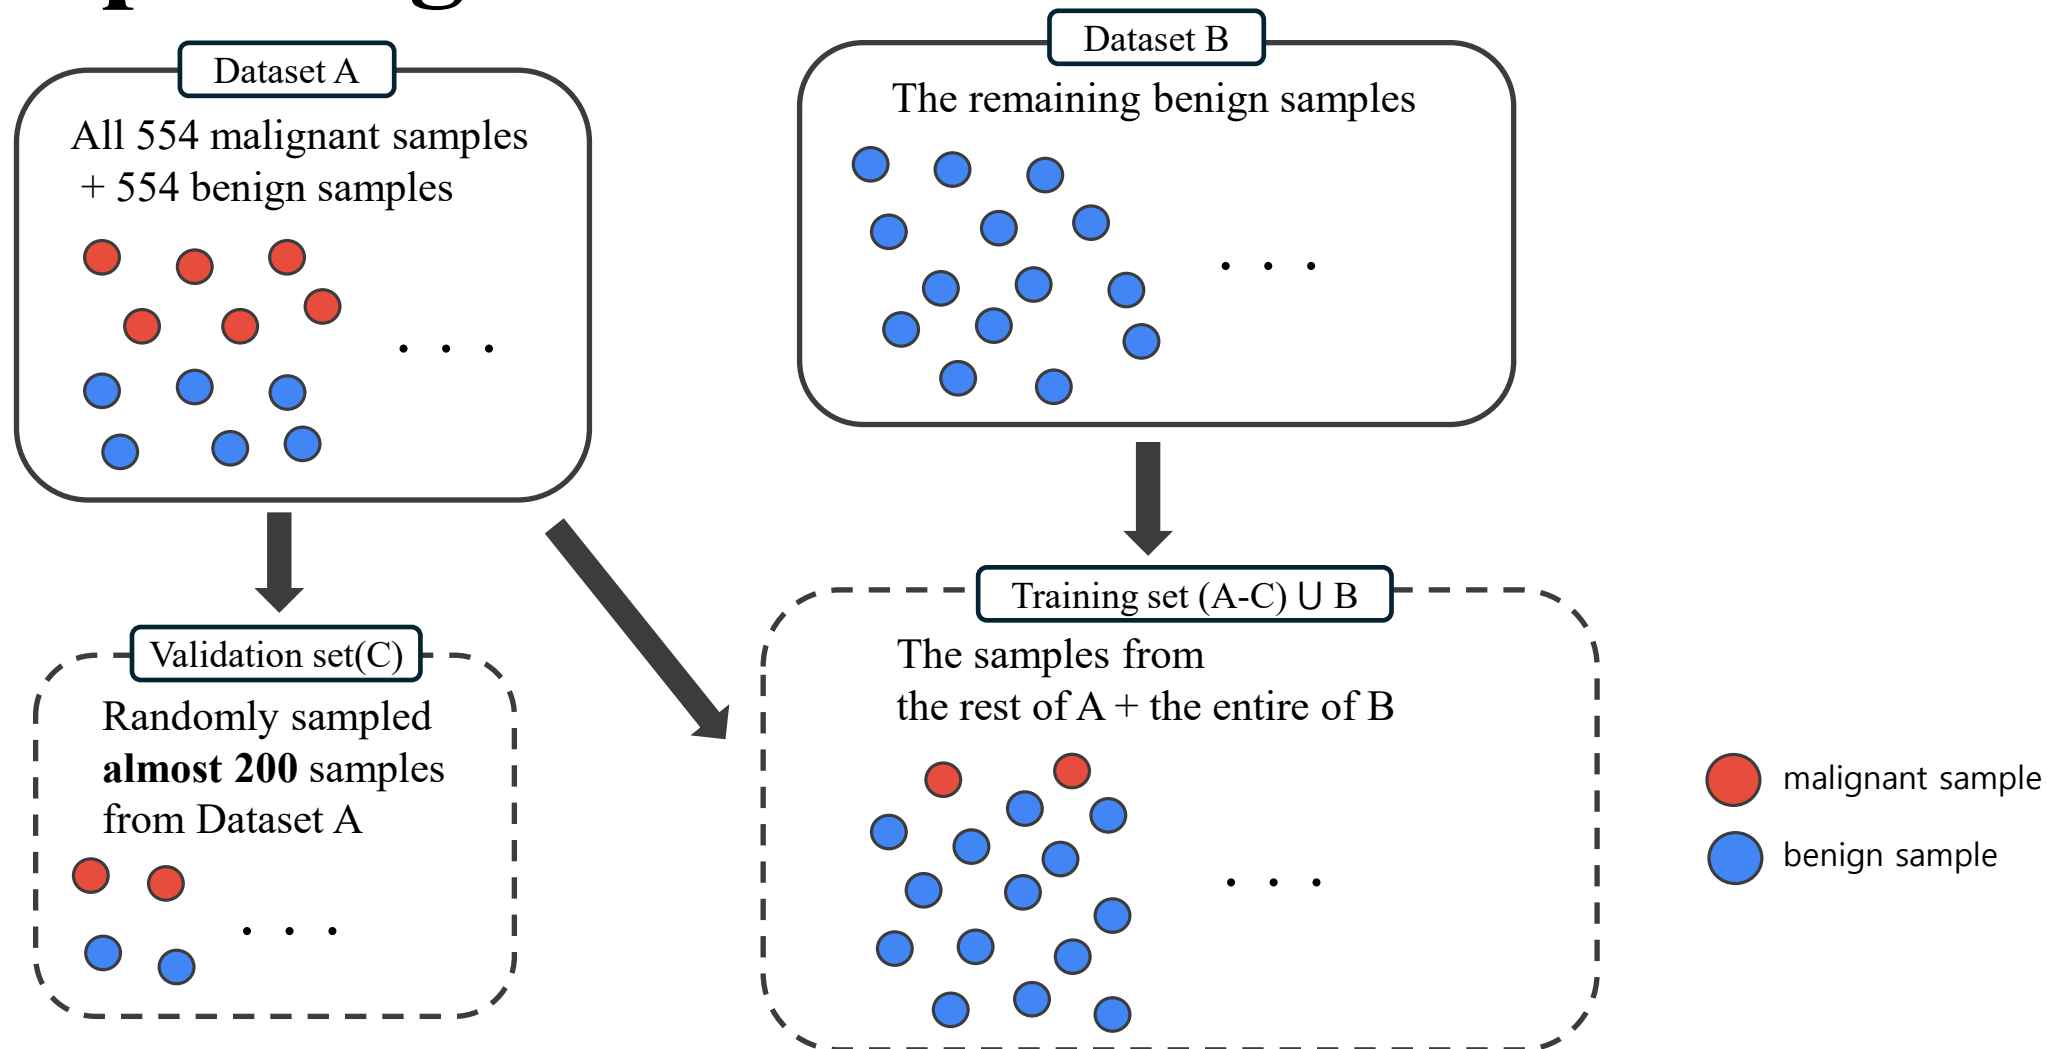 Dataset A
All 554 malignant samples
+ 554 benign samples
. . .
Dataset B
The remaining benign samples
. . .
Validation set(C)
Randomly sampled
almost 200 samples
from Dataset A
. . .
Training set (A-C) ∪ B
The samples from
the rest of A + the entire of B
. . .
malignant sample
benign sample